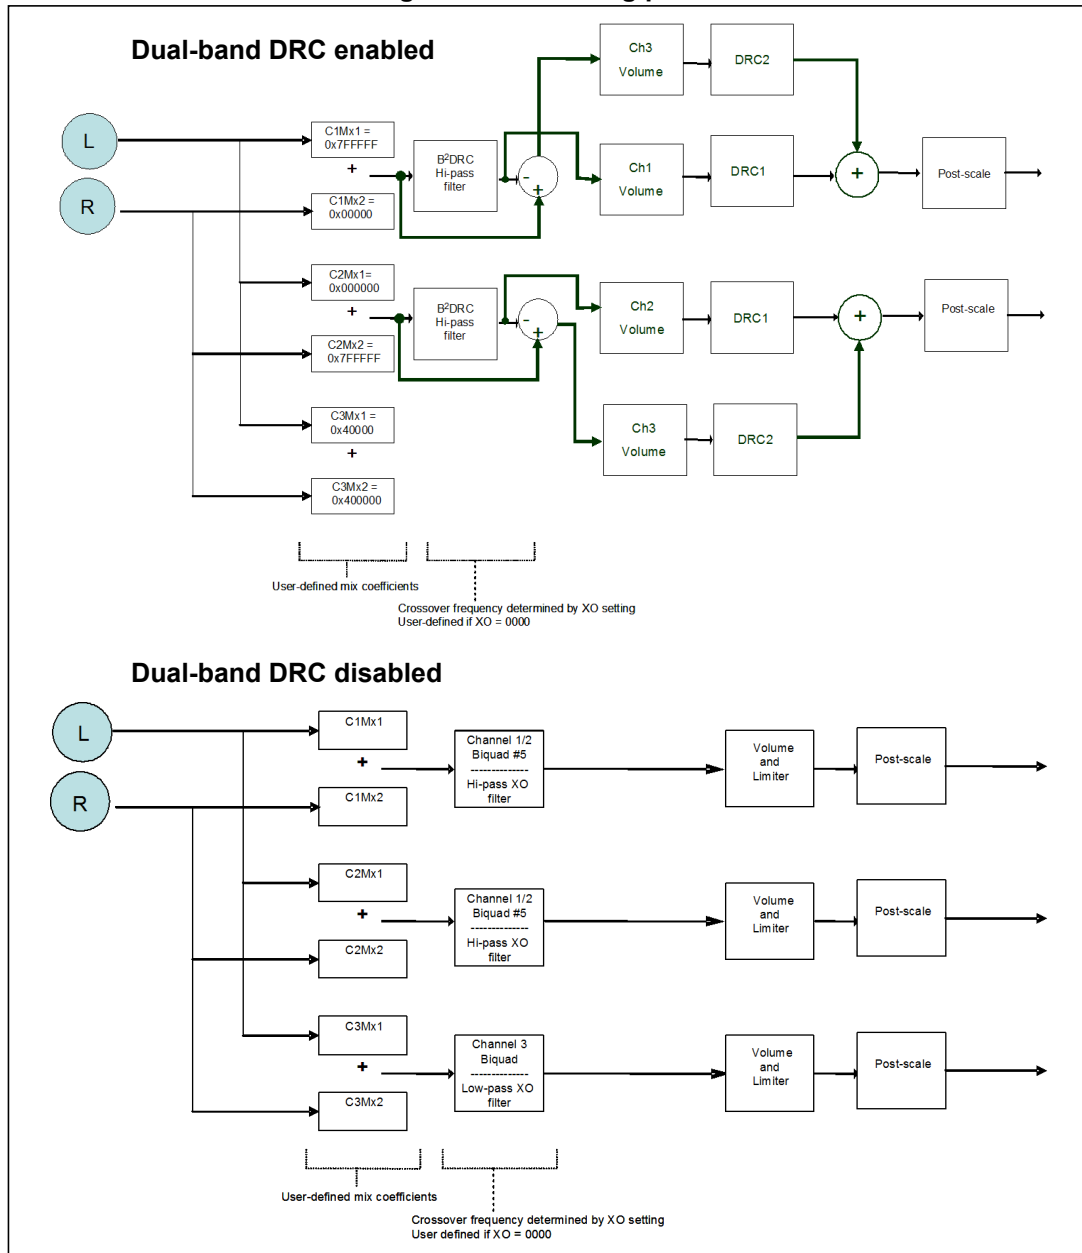 Dual-band DRC enabled
L
R
C1Mx1 =
0x7FFFFF
+
C1Mx2 =
0x00000
B²DRC
Hi-pass
filter
-
+
Ch3
Volume
DRC2
Ch1
Volume
DRC1
+
Post-scale
C2Mx1=
0x000000
+
C2Mx2 =
0x7FFFFF
B²DRC
Hi-pass
filter
-
+
Ch2
Volume
DRC1
+
Post-scale
Ch3
Volume
DRC2
C3Mx1 =
0x40000
+
C3Mx2 =
0x400000
User-defined mix coefficients
Crossover frequency determined by XO setting
User-defined if XO = 0000
Dual-band DRC disabled
L
R
C1Mx1
+
C1Mx2
Channel 1/2
Biquad #5
--------------
Hi-pass XO
filter
Volume
and
Limiter
Post-scale
C2Mx1
+
C2Mx2
Channel 1/2
Biquad #5
--------------
Hi-pass XO
filter
Volume
and
Limiter
Post-scale
C3Mx1
+
C3Mx2
Channel 3
Biquad
--------------
Low-pass XO
filter
Volume
and
Limiter
Post-scale
User-defined mix coefficients
Crossover frequency determined by XO setting
User defined if XO = 0000